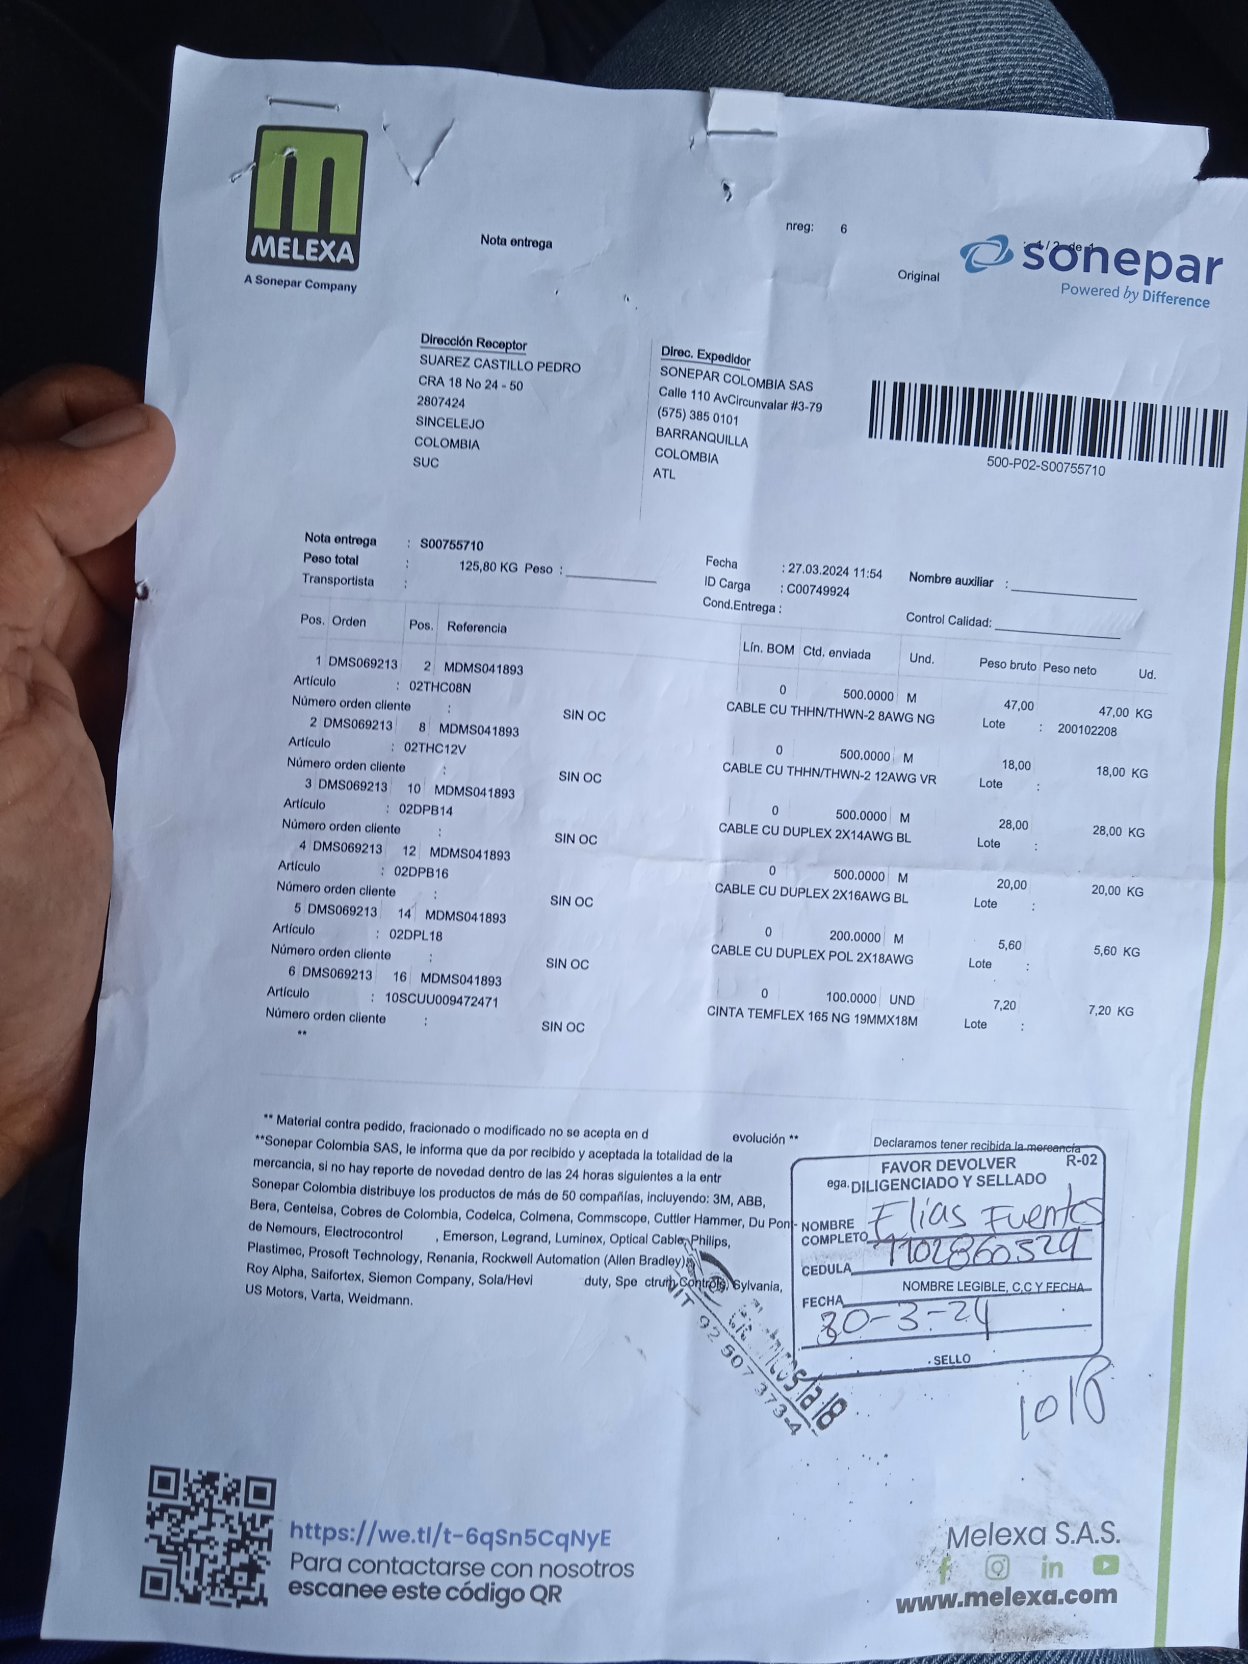 MELEXA
A Sonepar Company
Nota entrega
nreg: 6
Original
1 / 2 de 1
sonepar
Powered by Difference
Dirección Receptor
SUAREZ CASTILLO PEDRO
CRA 18 No 24 - 50
2807424
SINCELEJO
COLOMBIA
SUC
Direc. Expedidor
SONEPAR COLOMBIA SAS
Calle 110 AvCircunvalar #3-79
(575) 385 0101
BARRANQUILLA
COLOMBIA
ATL
500-P02-S00755710
Nota entrega : S00755710
Peso total : 125,80 KG Peso :
Transportista :
Fecha : 27.03.2024 11:54
ID Carga : C00749924
Cond.Entrega :
Nombre auxiliar :
Control Calidad:
Pos. Orden Pos. Referencia Lín. BOM Ctd. enviada Und. Peso bruto Peso neto Ud.
1 DMS069213 2 MDMS041893 0 500.0000 M 47,00 47,00 KG
Artículo : 02THC08N CABLE CU THHN/THWN-2 8AWG NG Lote : 200102208
Número orden cliente : SIN OC
2 DMS069213 8 MDMS041893 0 500.0000 M 18,00 18,00 KG
Artículo : 02THC12V CABLE CU THHN/THWN-2 12AWG VR Lote :
Número orden cliente : SIN OC
3 DMS069213 10 MDMS041893 0 500.0000 M 28,00 28,00 KG
Artículo : 02DPB14 CABLE CU DUPLEX 2X14AWG BL Lote :
Número orden cliente : SIN OC
4 DMS069213 12 MDMS041893 0 500.0000 M 20,00 20,00 KG
Artículo : 02DPB16 CABLE CU DUPLEX 2X16AWG BL Lote :
Número orden cliente : SIN OC
5 DMS069213 14 MDMS041893 0 200.0000 M 5,60 5,60 KG
Artículo : 02DPL18 CABLE CU DUPLEX POL 2X18AWG Lote :
Número orden cliente : SIN OC
6 DMS069213 16 MDMS041893 0 100.0000 UND 7,20 7,20 KG
Artículo : 10SCUU009472471 CINTA TEMFLEX 165 NG 19MMX18M Lote :
Número orden cliente : SIN OC
**
** Material contra pedido, fraccionado o modificado no se acepta en d evolución **
**Sonepar Colombia SAS, le informa que da por recibido y aceptada la totalidad de la
mercancía, si no hay reporte de novedad dentro de las 24 horas siguientes a la entr ega.
Sonepar Colombia distribuye los productos de más de 50 compañías, incluyendo: 3M, ABB,
Bera, Centelsa, Cobres de Colombia, Codelca, Colmena, Commscope, Cuttler Hammer, Du Pont
de Nemours, Electrocontrol , Emerson, Legrand, Luminex, Optical Cable, Philips,
Plastimec, Prosoft Technology, Renania, Rockwell Automation (Allen Bradley),
Roy Alpha, Saifortex, Siemon Company, Sola/Hevi duty, Spe ctrum Controls, Sylvania,
US Motors, Varta, Weidmann.
Declaramos tener recibida la mercancía
FAVOR DEVOLVER R-02
DILIGENCIADO Y SELLADO
NOMBRE
COMPLETO Elias Fuentes
CEDULA 1102860529
NOMBRE LEGIBLE, C.C Y FECHA
FECHA 30-3-24
SELLO
NIT 92 507 373-4
https://we.tl/t-6qSn5CqNyE
Para contactarse con nosotros
escanee este código QR
Melexa S.A.S.
www.melexa.com